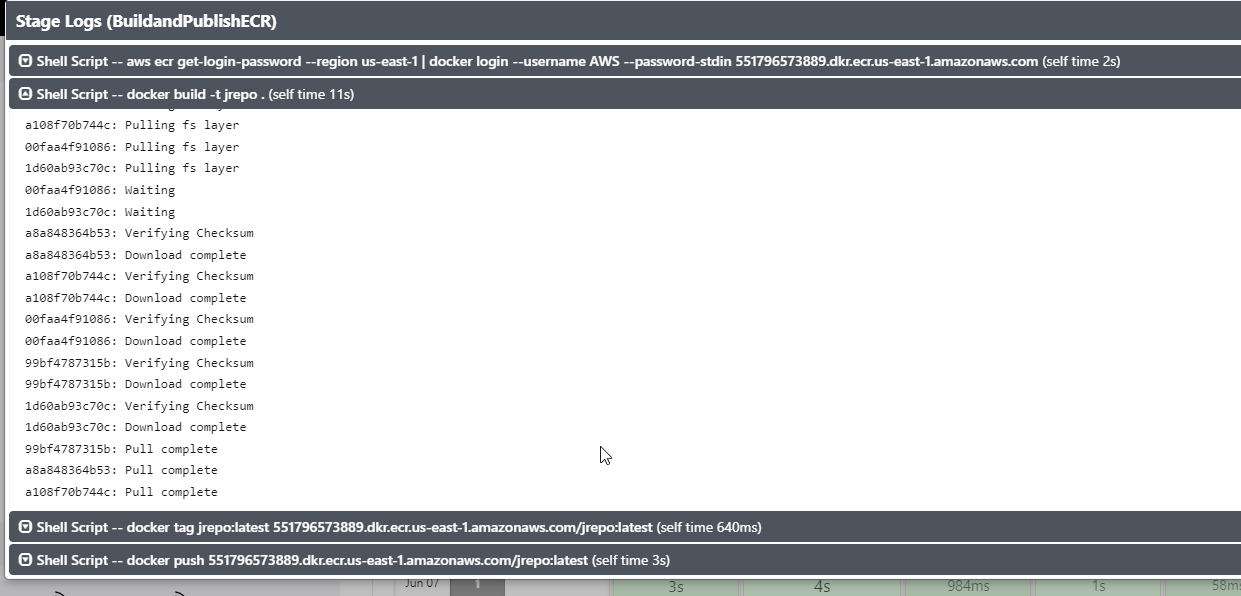 Stage Logs (BuildandPublishECR)
Shell Script -- aws ecr get-login-password --region us-east-1 | docker login --username AWS --password-stdin 551796573889.dkr.ecr.us-east-1.amazonaws.com (self time 2s)
Shell Script -- docker build -t jrepo . (self time 11s)
a108f70b744c: Pulling fs layer
00faa4f91086: Pulling fs layer
1d60ab93c70c: Pulling fs layer
00faa4f91086: Waiting
1d60ab93c70c: Waiting
a8a848364b53: Verifying Checksum
a8a848364b53: Download complete
a108f70b744c: Verifying Checksum
a108f70b744c: Download complete
00faa4f91086: Verifying Checksum
00faa4f91086: Download complete
99bf4787315b: Verifying Checksum
99bf4787315b: Download complete
1d60ab93c70c: Verifying Checksum
1d60ab93c70c: Download complete
99bf4787315b: Pull complete
a8a848364b53: Pull complete
a108f70b744c: Pull complete
Shell Script -- docker tag jrepo:latest 551796573889.dkr.ecr.us-east-1.amazonaws.com/jrepo:latest (self time 640ms)
Shell Script -- docker push 551796573889.dkr.ecr.us-east-1.amazonaws.com/jrepo:latest (self time 3s)
Jun 07 1 3s 4s 984ms 1s 58ms